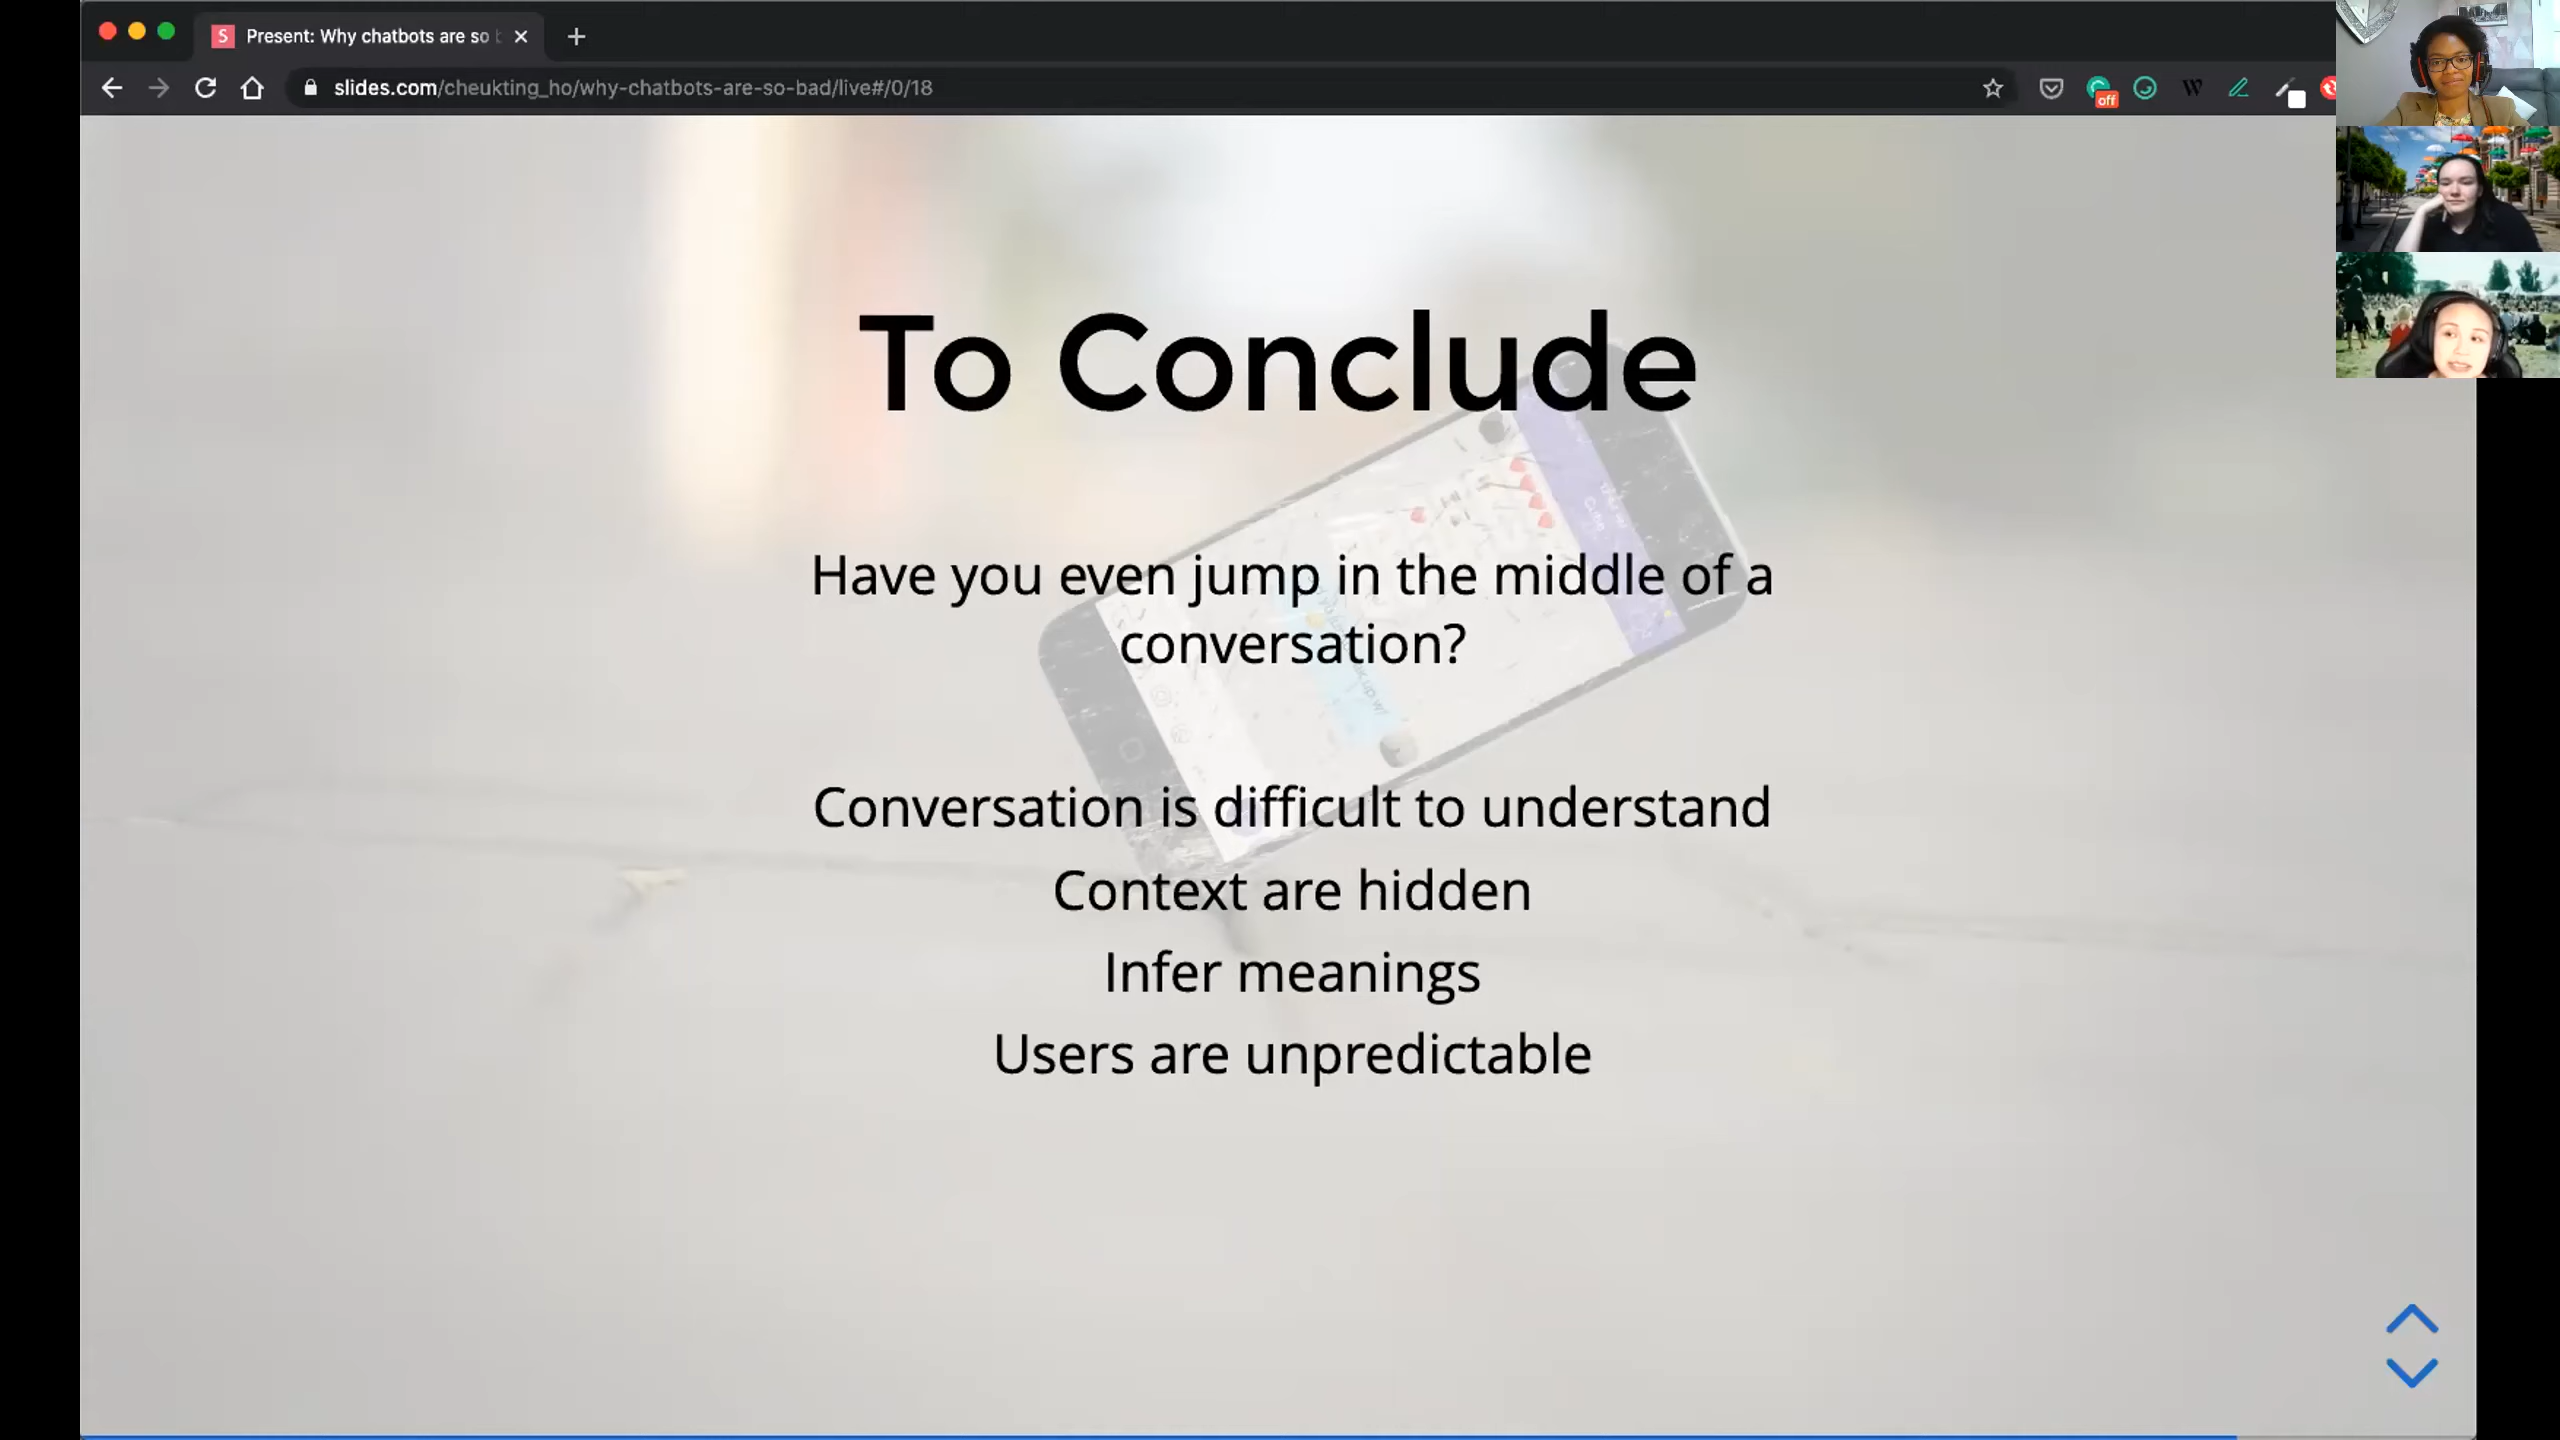 Present: Why chatbots are so
slides.com/cheukting_ho/why-chatbots-are-so-bad/live#/0/18
off
To Conclude
Have you even jump in the middle of a
conversation?
Conversation is difficult to understand
Context are hidden
Infer meanings
Users are unpredictable